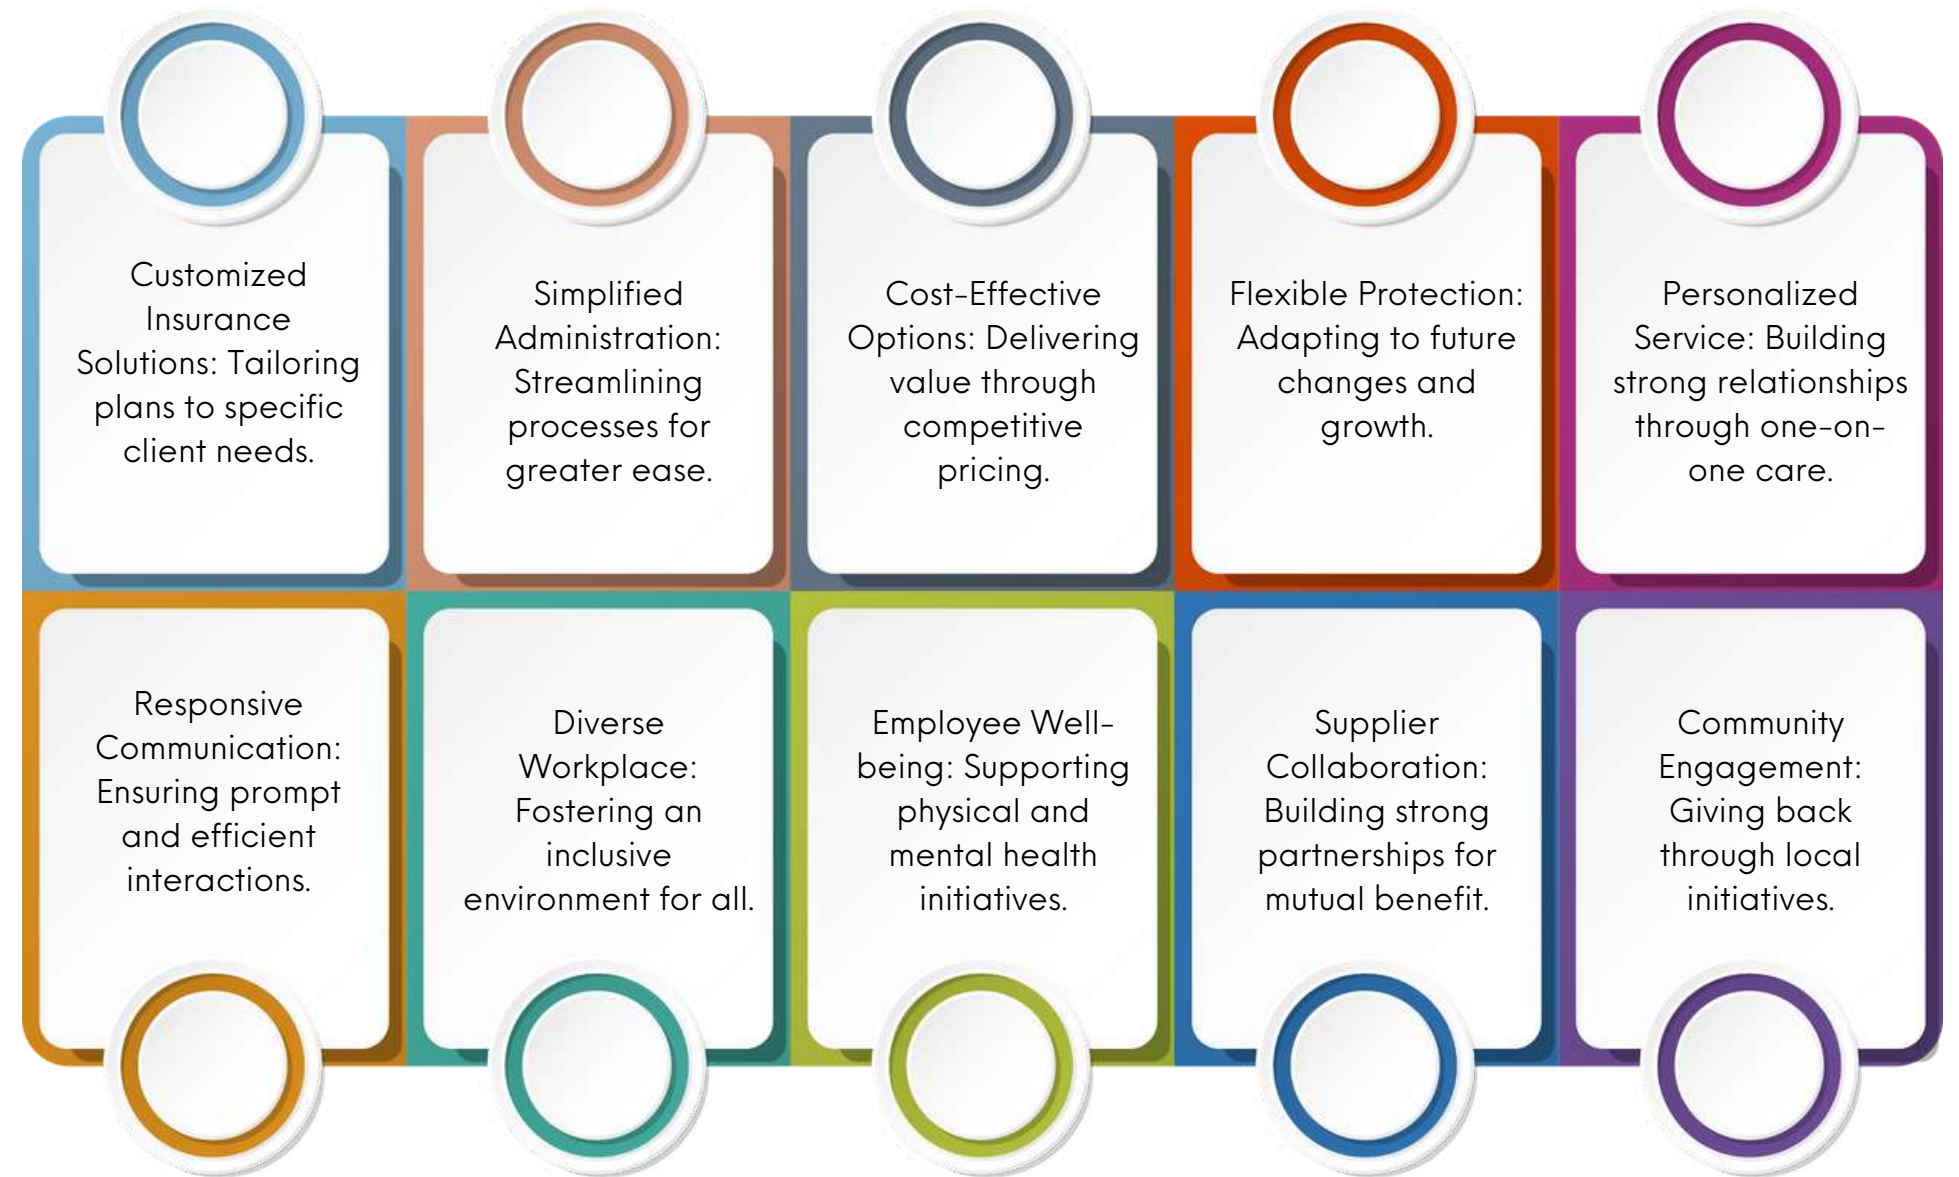 Customized
Insurance
Solutions: Tailoring
plans to specific
client needs.
Simplified
Administration:
Streamlining
processes for
greater ease.
Cost-Effective
Options: Delivering
value through
competitive
pricing.
Flexible Protection:
Adapting to future
changes and
growth.
Personalized
Service: Building
strong relationships
through one-on-
one care.
Responsive
Communication:
Ensuring prompt
and efficient
interactions.
Diverse
Workplace:
Fostering an
inclusive
environment for all.
Employee Well-
being: Supporting
physical and
mental health
initiatives.
Supplier
Collaboration:
Building strong
partnerships for
mutual benefit.
Community
Engagement:
Giving back
through local
initiatives.